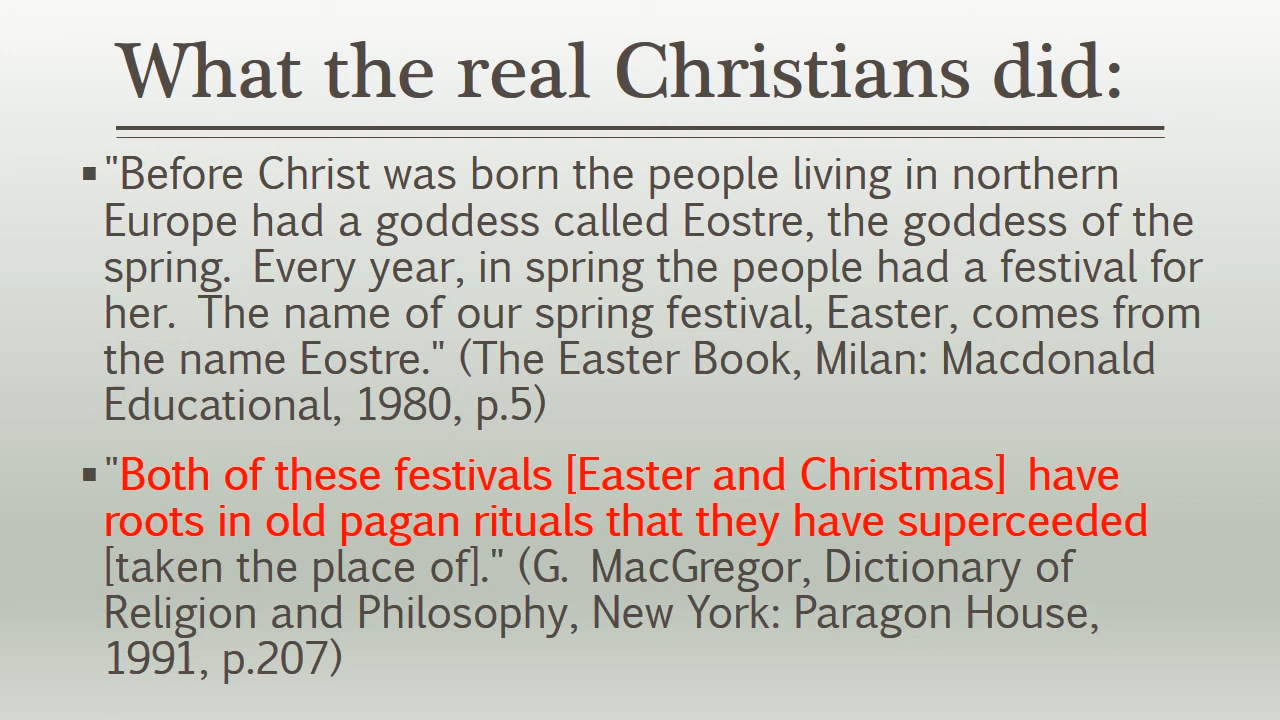 What the real Christians did:
▪"Before Christ was born the people living in northern
Europe had a goddess called Eostre, the goddess of the
spring.  Every year, in spring the people had a festival for
her.  The name of our spring festival, Easter, comes from
the name Eostre." (The Easter Book, Milan: Macdonald
Educational, 1980, p.5)
▪"Both of these festivals [Easter and Christmas]  have
roots in old pagan rituals that they have superceeded
[taken the place of]." (G.  MacGregor, Dictionary of
Religion and Philosophy, New York: Paragon House,
1991, p.207)